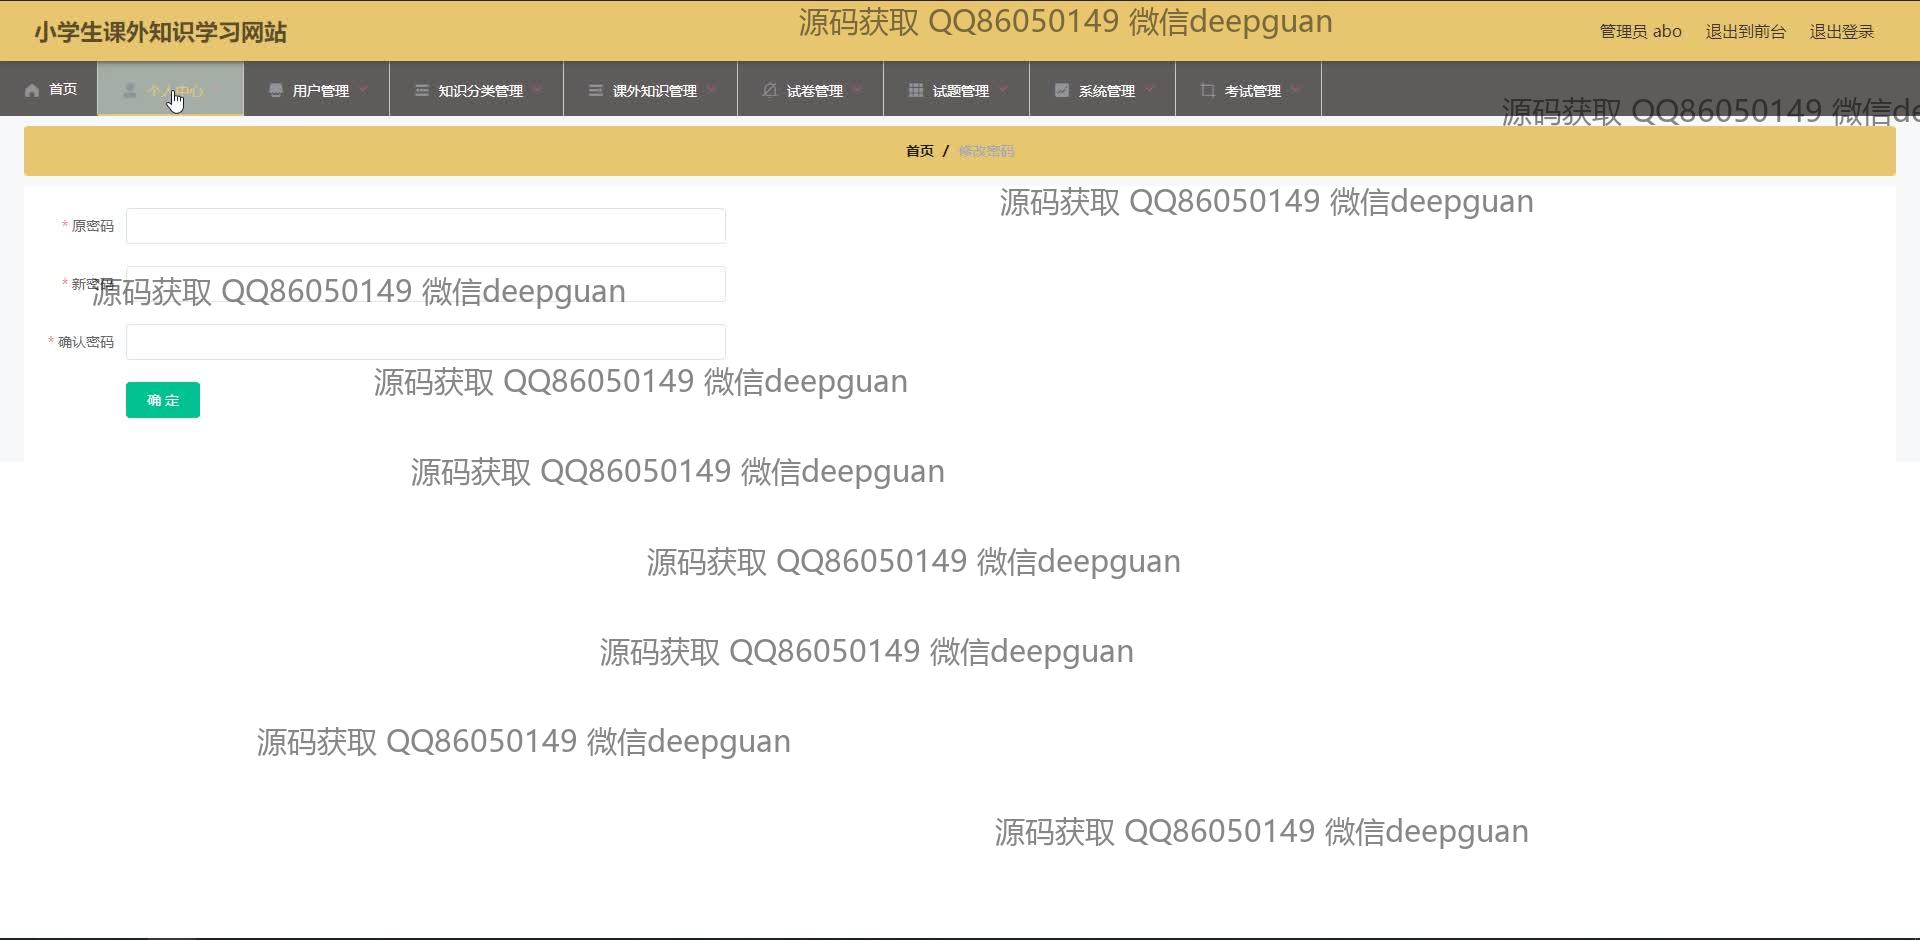 小学生课外知识学习网站
源码获取 QQ86050149 微信deepguan
管理员 abo 退出到前台 退出登录
首页 个人中心 用户管理 知识分类管理 课外知识管理 试卷管理 试题管理 系统管理 考试管理
源码获取 QQ86050149 微信de
首页 / 修改密码
源码获取 QQ86050149 微信deepguan
* 原密码
* 新密码
源码获取 QQ86050149 微信deepguan
* 确认密码
源码获取 QQ86050149 微信deepguan
确 定
源码获取 QQ86050149 微信deepguan
源码获取 QQ86050149 微信deepguan
源码获取 QQ86050149 微信deepguan
源码获取 QQ86050149 微信deepguan
源码获取 QQ86050149 微信deepguan